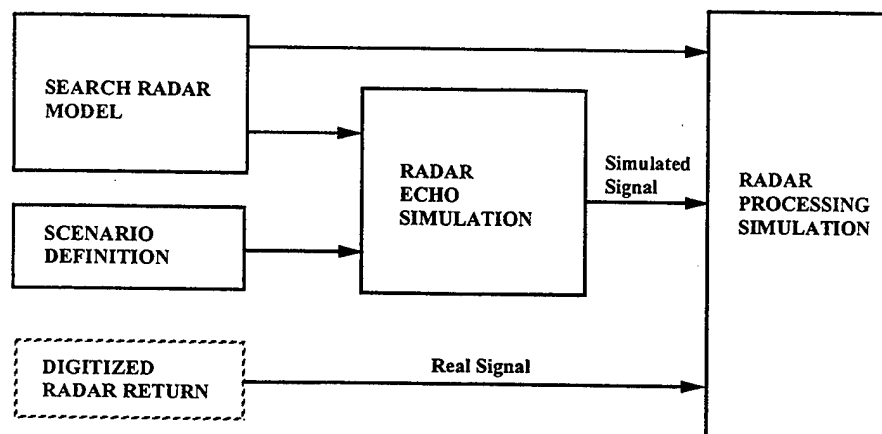 SEARCH RADAR
MODEL
RADAR
ECHO
SIMULATION
Simulated
Signal
RADAR
PROCESSING
SIMULATION
SCENARIO
DEFINITION
DIGITIZED
RADAR RETURN
Real Signal